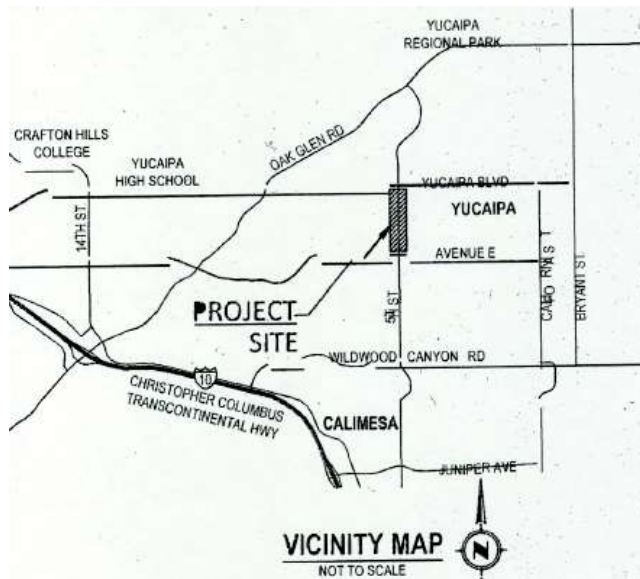 YUCAIPA
REGIONAL PARK
CRAFTON HILLS
COLLEGE
YUCAIPA
HIGH SCHOOL
OAK GLEN RD
YUCAIPA BLVD
YUCAIPA
14TH ST
AVENUE E
5TH ST
BRYANT ST.
PROJECT
SITE
WILDWOOD CANYON RD
10
CHRISTOPHER COLUMBUS
TRANSCONTINENTAL HWY
CALIMESA
JUNIPER AVE
VICINITY MAP
N
NOT TO SCALE